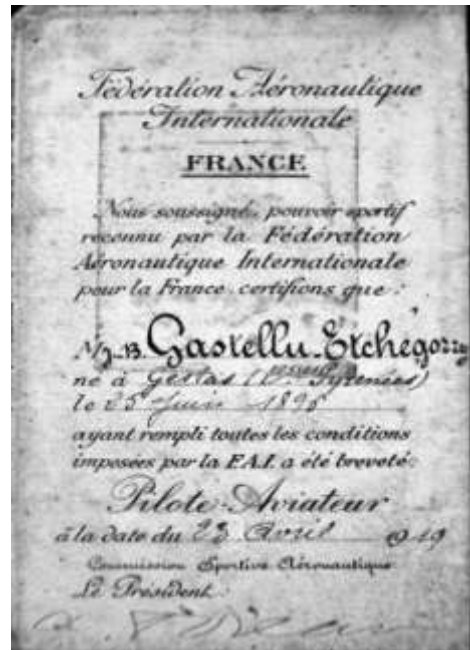 Fédération Aéronautique
Internationale
FRANCE
Nous soussigné, pouvoir sportif
reconnu par la Fédération
Aéronautique Internationale
pour la France certifions que :
M J.B. Gastellu-Etchegorry
né à Gestas (Pyrénées)
le 25 Juin 1896
ayant rempli toutes les conditions
imposées par la F.A.I. a été breveté:
Pilote-Aviateur
à la date du 23 Avril 1919
Commission Sportive Aéronautique
Le Président